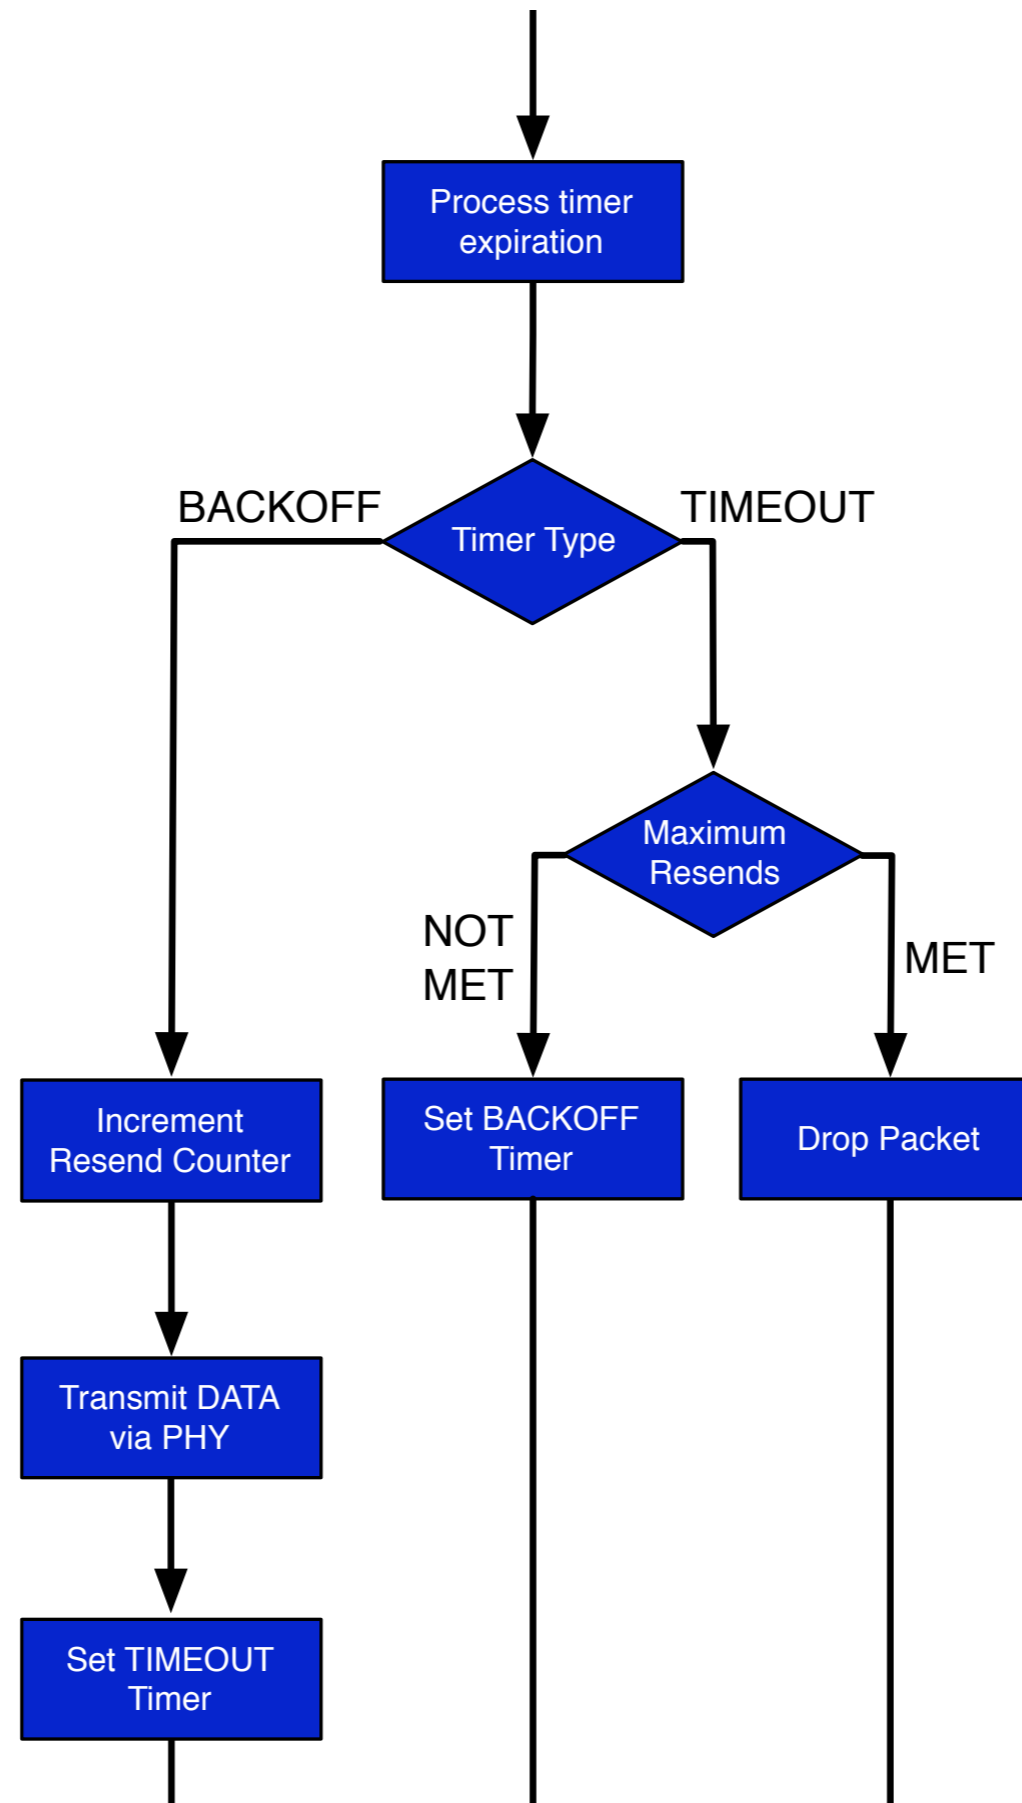 Process timer
expiration
BACKOFF
Timer Type
TIMEOUT
Maximum
Resends
NOT
MET
MET
Increment
Resend Counter
Set BACKOFF
Timer
Drop Packet
Transmit DATA
via PHY
Set TIMEOUT
Timer